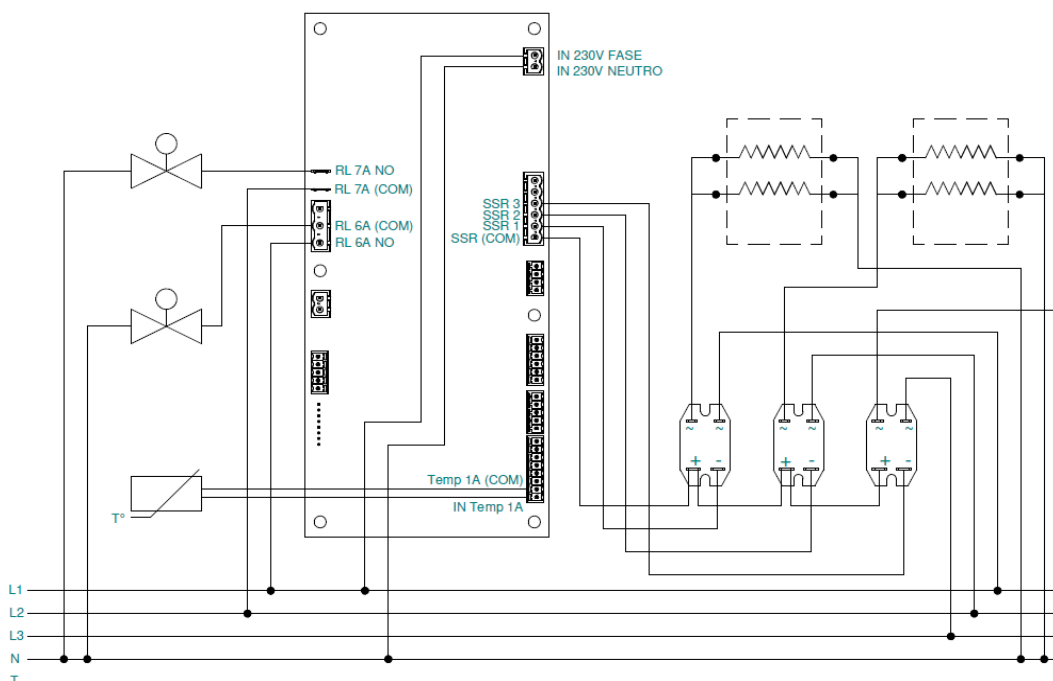 IN 230V FASE
IN 230V NEUTRO
RL 7A NO
RL 7A (COM)
RL 6A (COM)
RL 6A NO
SSR 3
SSR 2
SSR 1
SSR (COM)
~ ~
+ -
~ ~
+ -
~ ~
+ -
Temp 1A (COM)
IN Temp 1A
T°
L1
L2
L3
N
T